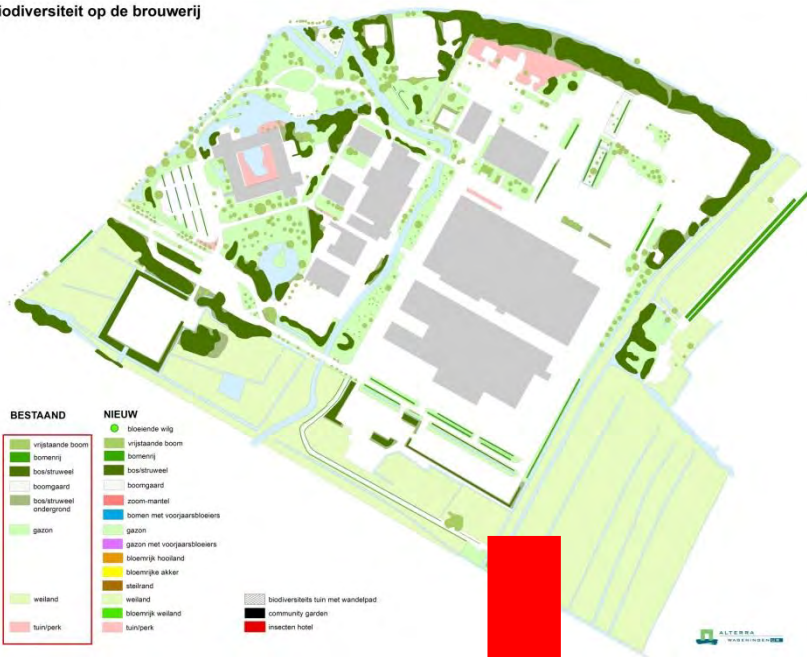 iodiversiteit op de brouwerij
BESTAAND
vrijstaande boom
bomenrij
bos/struweel
boomgaard
bos/struweel
ondergrond
gazon
weiland
tuin/perk
NIEUW
bloeiende wilg
vrijstaande boom
bomenrij
bos/struweel
boomgaard
zoom-mantel
bomen met voorjaarsbloeiers
gazon
gazon met voorjaarsbloeiers
bloemrijk hooiland
bloemrijke akker
steilrand
weiland
bloemrijk weiland
tuin/perk
biodiversiteits tuin met wandelpad
community garden
insecten hotel
ALTERRA
WAGENINGEN UR